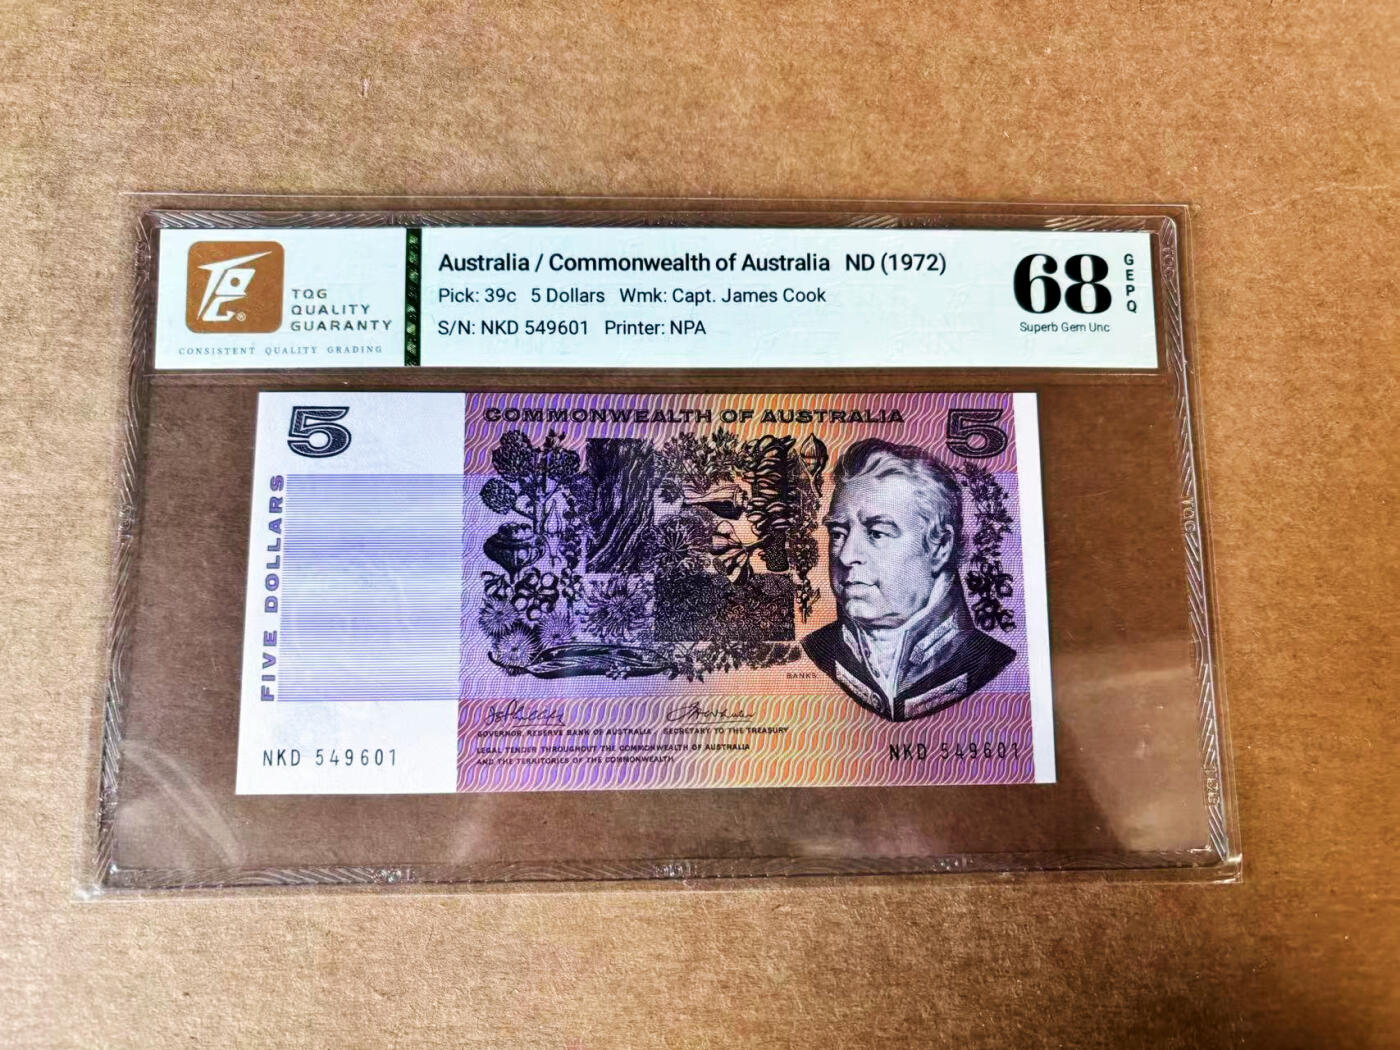 TQG
QUALITY
GUARANTY
CONSISTENT QUALITY GRADING
Australia / Commonwealth of Australia ND (1972)
Pick: 39c 5 Dollars Wmk: Capt. James Cook
S/N: NKD 549601 Printer: NPA
68
GEPQ
Superb Gem Unc
5
COMMONWEALTH OF AUSTRALIA
5
FIVE DOLLARS
BANKS
GOVERNOR, RESERVE BANK OF AUSTRALIA. SECRETARY TO THE TREASURY
LEGAL TENDER THROUGHOUT THE COMMONWEALTH OF AUSTRALIA
AND THE TERRITORIES OF THE COMMONWEALTH
NKD 549601
NKD 549601